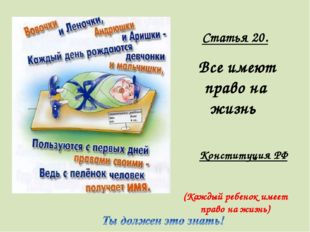 Вовочки
и Леночки,
Андрюшки
и Аришки -
Каждый день рождаются
девчонки
и мальчишки,
Пользуются с первых дней
правами своими -
Ведь с пелёнок человек
получает имя.
Статья 20.
Все имеют
право на
жизнь
Конституция РФ
(Каждый ребенок имеет
право на жизнь)
Ты должен это знать!